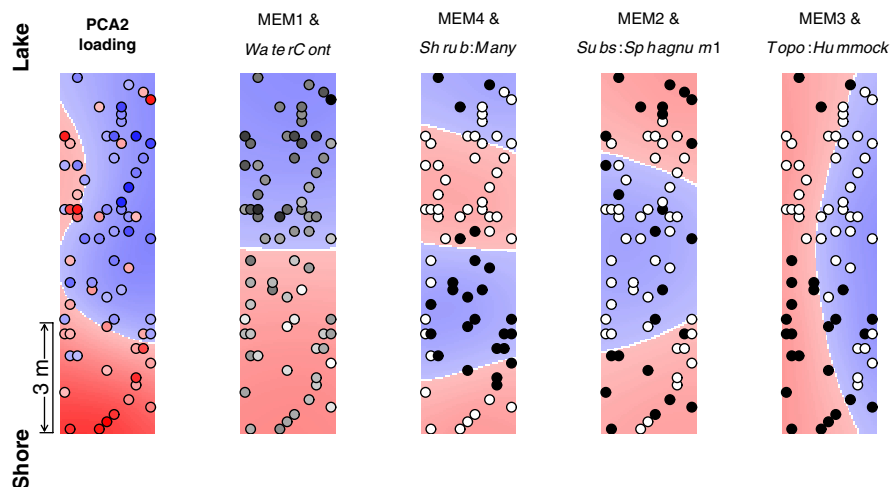 Lake
PCA2
loading
MEM1 &
WaterCont
MEM4 &
Shrub:Many
MEM2 &
Subs:Sphagnum1
MEM3 &
Topo:Hummock
3 m
Shore